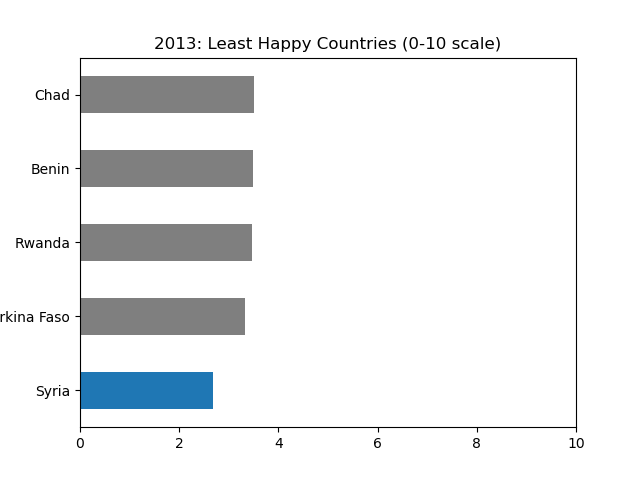 2013: Least Happy Countries (0-10 scale)
Chad
Benin
Rwanda
rkina Faso
Syria
0 2 4 6 8 10